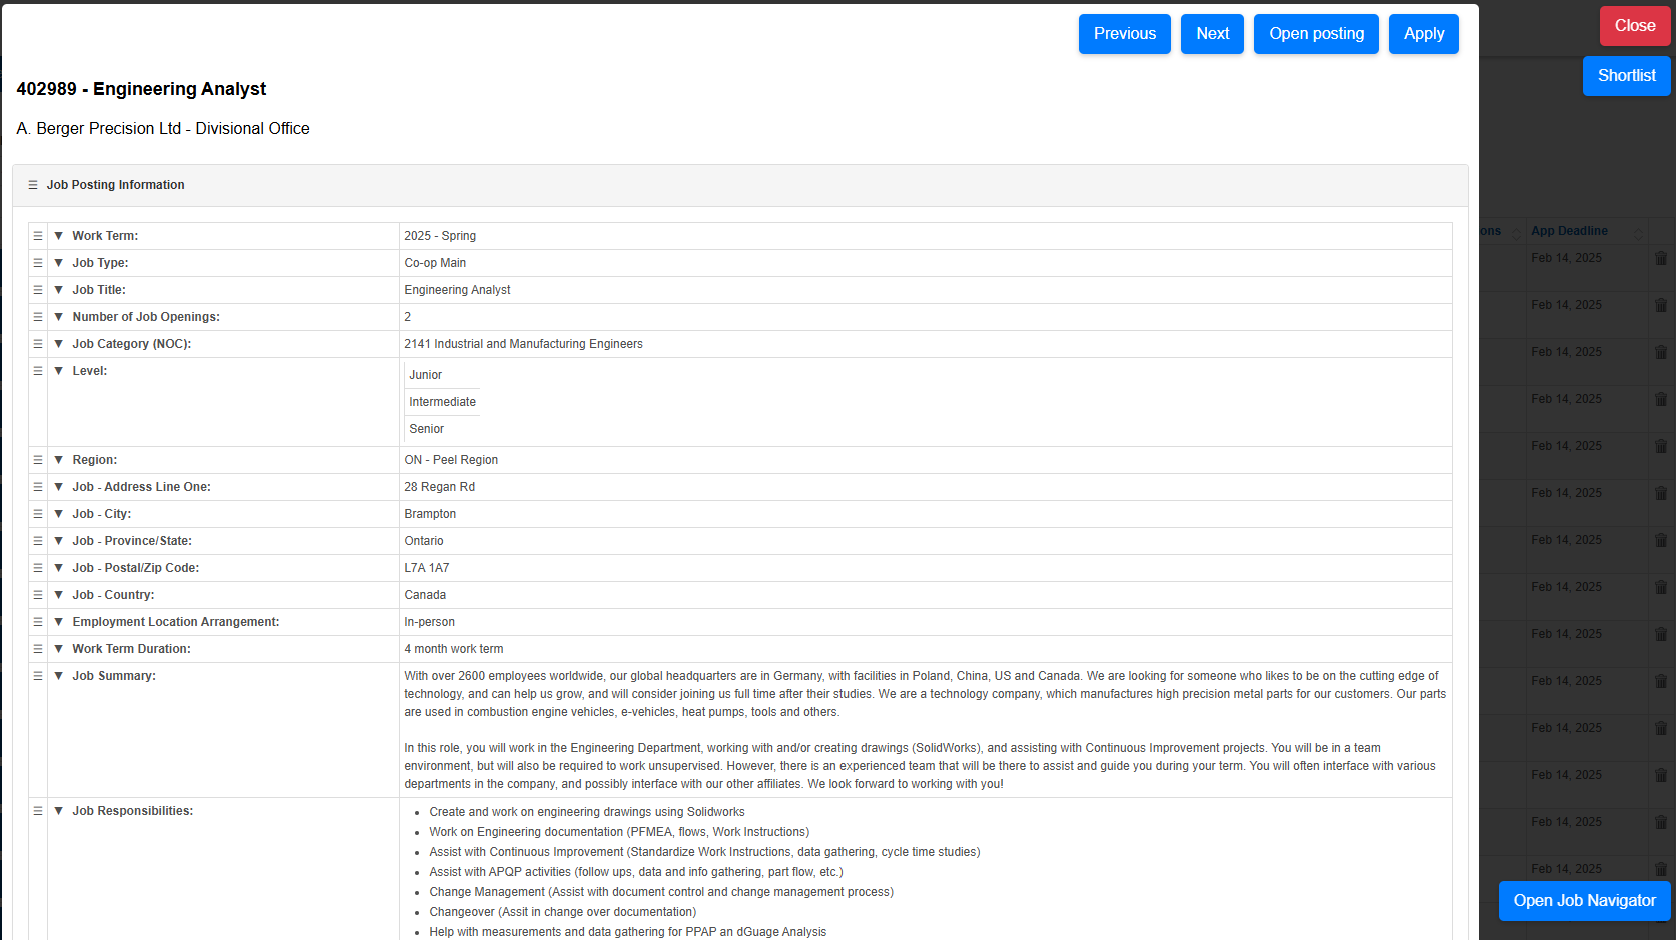 Previous Next Open posting Apply Close
Shortlist
402989 - Engineering Analyst
A. Berger Precision Ltd - Divisional Office
Job Posting Information
Work Term: 2025 - Spring
Job Type: Co-op Main
Job Title: Engineering Analyst
Number of Job Openings: 2
Job Category (NOC): 2141 Industrial and Manufacturing Engineers
Level: Junior
Intermediate
Senior
Region: ON - Peel Region
Job - Address Line One: 28 Regan Rd
Job - City: Brampton
Job - Province/State: Ontario
Job - Postal/Zip Code: L7A 1A7
Job - Country: Canada
Employment Location Arrangement: In-person
Work Term Duration: 4 month work term
Job Summary: With over 2600 employees worldwide, our global headquarters are in Germany, with facilities in Poland, China, US and Canada. We are looking for someone who likes to be on the cutting edge of
technology, and can help us grow, and will consider joining us full time after their studies. We are a technology company, which manufactures high precision metal parts for our customers. Our parts
are used in combustion engine vehicles, e-vehicles, heat pumps, tools and others.
In this role, you will work in the Engineering Department, working with and/or creating drawings (SolidWorks), and assisting with Continuous Improvement projects. You will be in a team
environment, but will also be required to work unsupervised. However, there is an experienced team that will be there to assist and guide you during your term. You will often interface with various
departments in the company, and possibly interface with our other affiliates. We look forward to working with you!
Job Responsibilities:
Create and work on engineering drawings using Solidworks
Work on Engineering documentation (PFMEA, flows, Work Instructions)
Assist with Continuous Improvement (Standardize Work Instructions, data gathering, cycle time studies)
Assist with APQP activities (follow ups, data and info gathering, part flow, etc.)
Change Management (Assist with document control and change management process)
Changeover (Assit in change over documentation)
Help with measurements and data gathering for PPAP an dGuage Analysis
ons App Deadline
Feb 14, 2025
Feb 14, 2025
Feb 14, 2025
Feb 14, 2025
Feb 14, 2025
Feb 14, 2025
Feb 14, 2025
Feb 14, 2025
Feb 14, 2025
Feb 14, 2025
Feb 14, 2025
Feb 14, 2025
Feb 14, 2025
Feb 14, 2025
Open Job Navigator